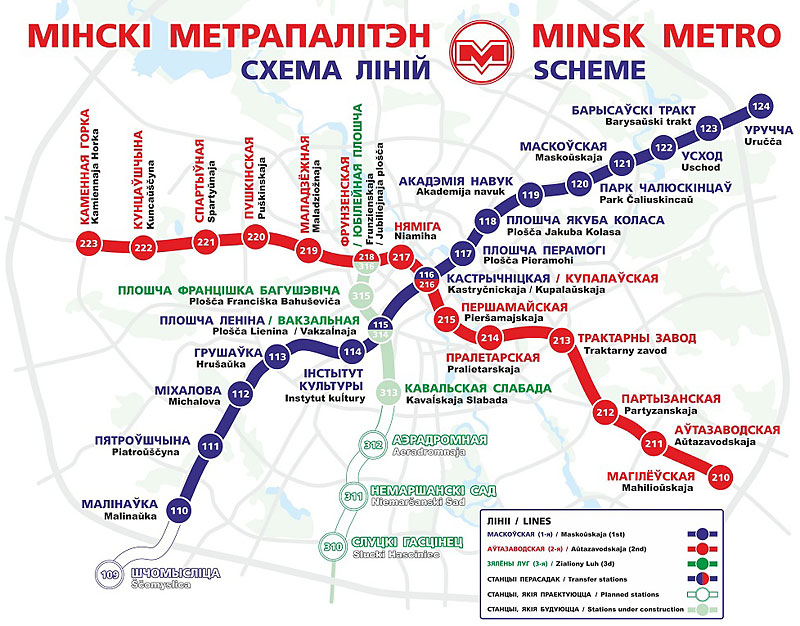 МІНСКІ МЕТРАПАЛІТЭН
MINSK METRO
СХЕМА ЛІНІЙ
SCHEME
М
БАРЫСАЎСКІ ТРАКТ
Barysaŭski trakt
124
УРУЧЧА
Uručča
123
МАСКОЎСКАЯ
Maskoŭskaja
122
УСХОД
Uschod
121
120
ПАРК ЧАЛЮСКІНЦАЎ
Park Čaliuskincaŭ
АКАДЭМІЯ НАВУК
Akademija navuk
119
118
ПЛОШЧА ЯКУБА КОЛАСА
Plošča Jakuba Kolasa
117
ПЛОШЧА ПЕРАМОГІ
Plošča Pieramohi
КАМЕННАЯ ГОРКА
Kamiennaja Horka
223
КУНЦАЎШЧЫНА
Kuncaŭščyna
222
СПАРТЫЎНАЯ
Spartyŭnaja
221
ПУШКІНСКАЯ
Puškinskaja
220
МАЛАДЗЁЖНАЯ
Maladziožnaja
219
ФРУНЗЕНСКАЯ
/ ЮБІЛЕЙНАЯ ПЛОШЧА
Frunzienskaja
/ Jubiliejnaja plošča
218
316
НЯМІГА
Niamiha
217
116
216
КАСТРЫЧНІЦКАЯ / КУПАЛАЎСКАЯ
Kastryčnickaja / Kupalaŭskaja
ПЛОШЧА ФРАНЦІШКА БАГУШЭВІЧА
Plošča Franciška Bahuševiča
315
ПЛОШЧА ЛЕНІНА / ВАКЗАЛЬНАЯ
Plošča Lienina / Vakzaĺnaja
115
314
ПЕРШАМАЙСКАЯ
Pieršamajskaja
215
214
ПРАЛЕТАРСКАЯ
Pralietarskaja
213
ТРАКТАРНЫ ЗАВОД
Traktarny zavod
ГРУШАЎКА
Hrušaŭka
113
114
ІНСТЫТУТ
КУЛЬТУРЫ
Instytut kuĺtury
МІХАЛОВА
Michalova
112
313
КАВАЛЬСКАЯ СЛАБАДА
Kavaĺskaja Slabada
ПАРТЫЗАНСКАЯ
Partyzanskaja
212
АЎТАЗАВОДСКАЯ
Aŭtazavodskaja
211
МАГІЛЁЎСКАЯ
Mahilioŭskaja
210
ПЯТРОЎШЧЫНА
Piatroŭščyna
111
312
АЭРАДРОМНАЯ
Aeradromnaja
МАЛІНАЎКА
Malinaŭka
110
311
НЕМАРШАНСКІ САД
Niemaršanski Sad
310
СЛУЦКІ ГАСЦІНЕЦ
Slucki Hasciniec
109
ШЧОМЫСЛІЦА
Ščomyslica
ЛІНІІ / LINES
МАСКОЎСКАЯ (1-я) / Maskoŭskaja (1st)
АЎТАЗАВОДСКАЯ (2-я) / Aŭtazavodskaja (2nd)
ЗЯЛЁНЫ ЛУГ (3-я) / Zialiony Luh (3d)
СТАНЦЫІ ПЕРАСАДАК / Transfer stations
СТАНЦЫІ, ЯКІЯ ПРАЕКТУЮЦЦА / Planned stations
СТАНЦЫІ, ЯКІЯ БУДУЮЦЦА / Stations under construction